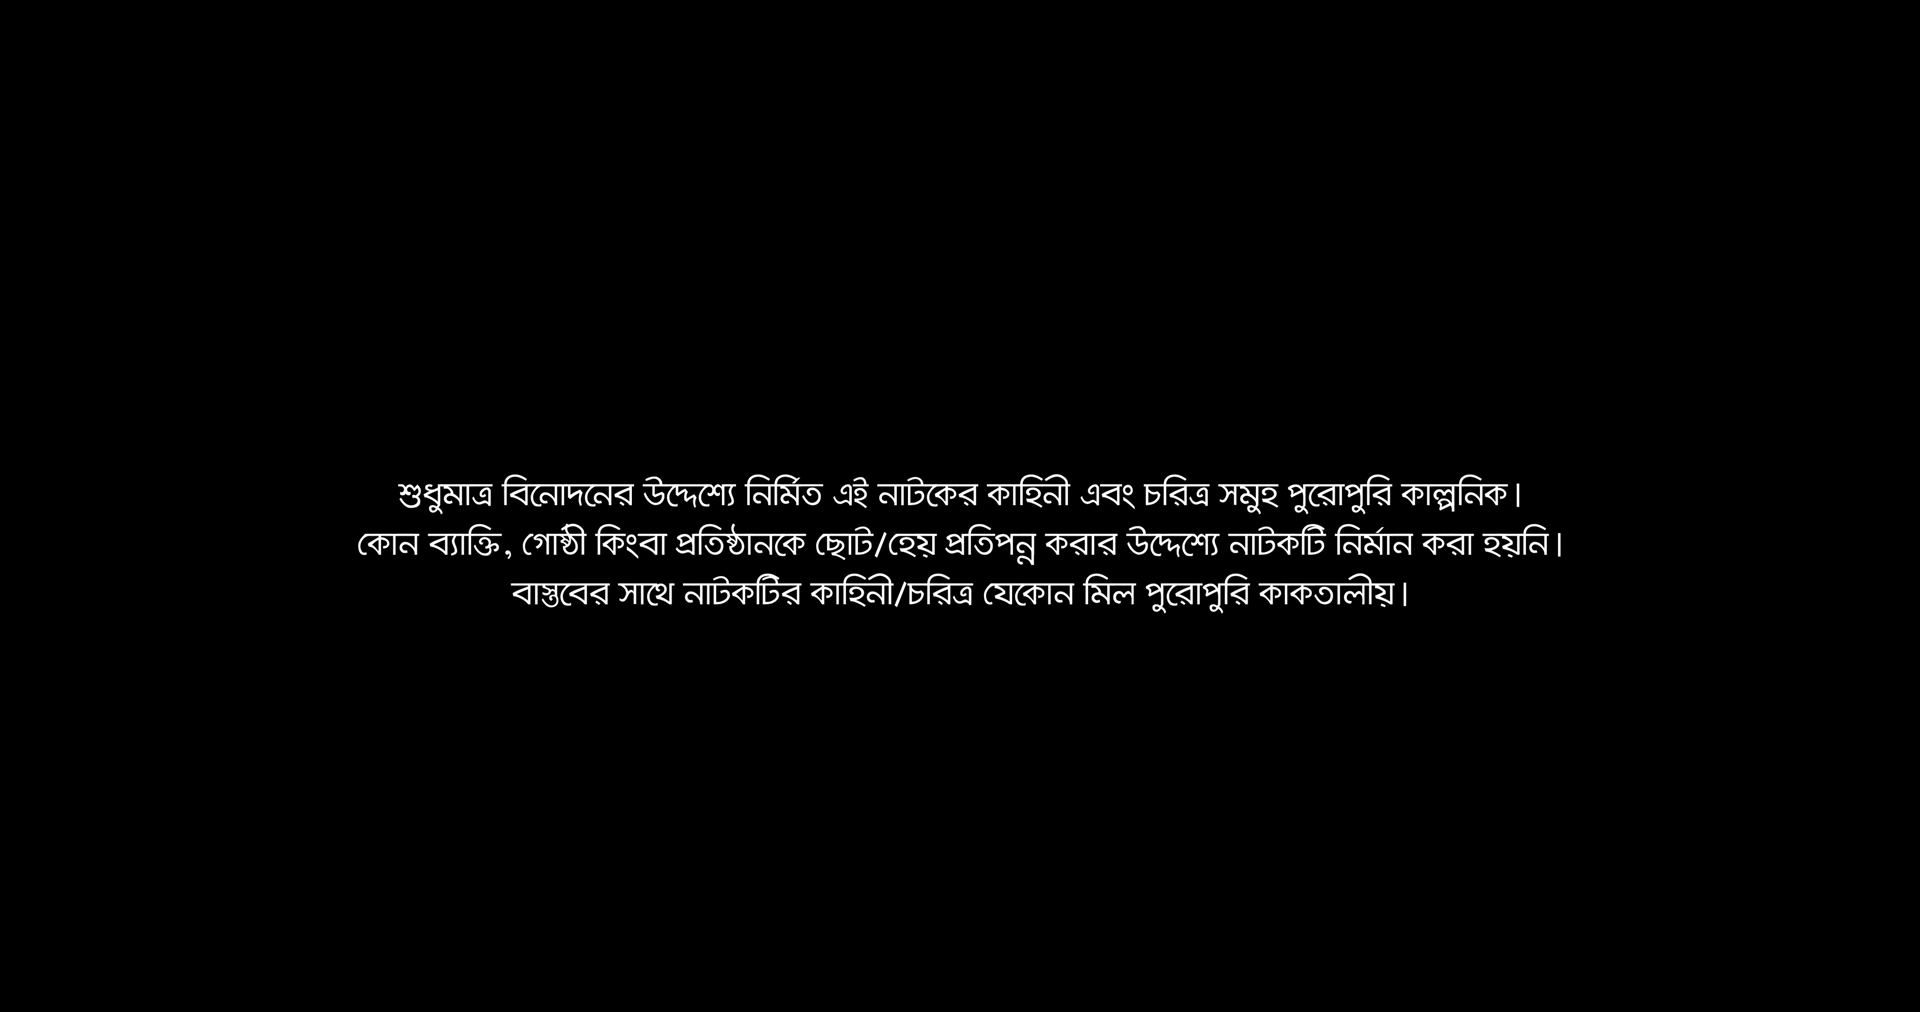 শুধুমাত্র বিনোদনের উদ্দেশ্যে নির্মিত এই নাটকের কাহিনী এবং চরিত্র সমুহ পুরোপুরি কাল্পনিক।
কোন ব্যাক্তি, গোষ্ঠী কিংবা প্রতিষ্ঠানকে ছোট/হেয় প্রতিপন্ন করার উদ্দেশ্যে নাটকটি নির্মান করা হয়নি।
বাস্তবের সাথে নাটকটির কাহিনী/চরিত্র যেকোন মিল পুরোপুরি কাকতালীয়।